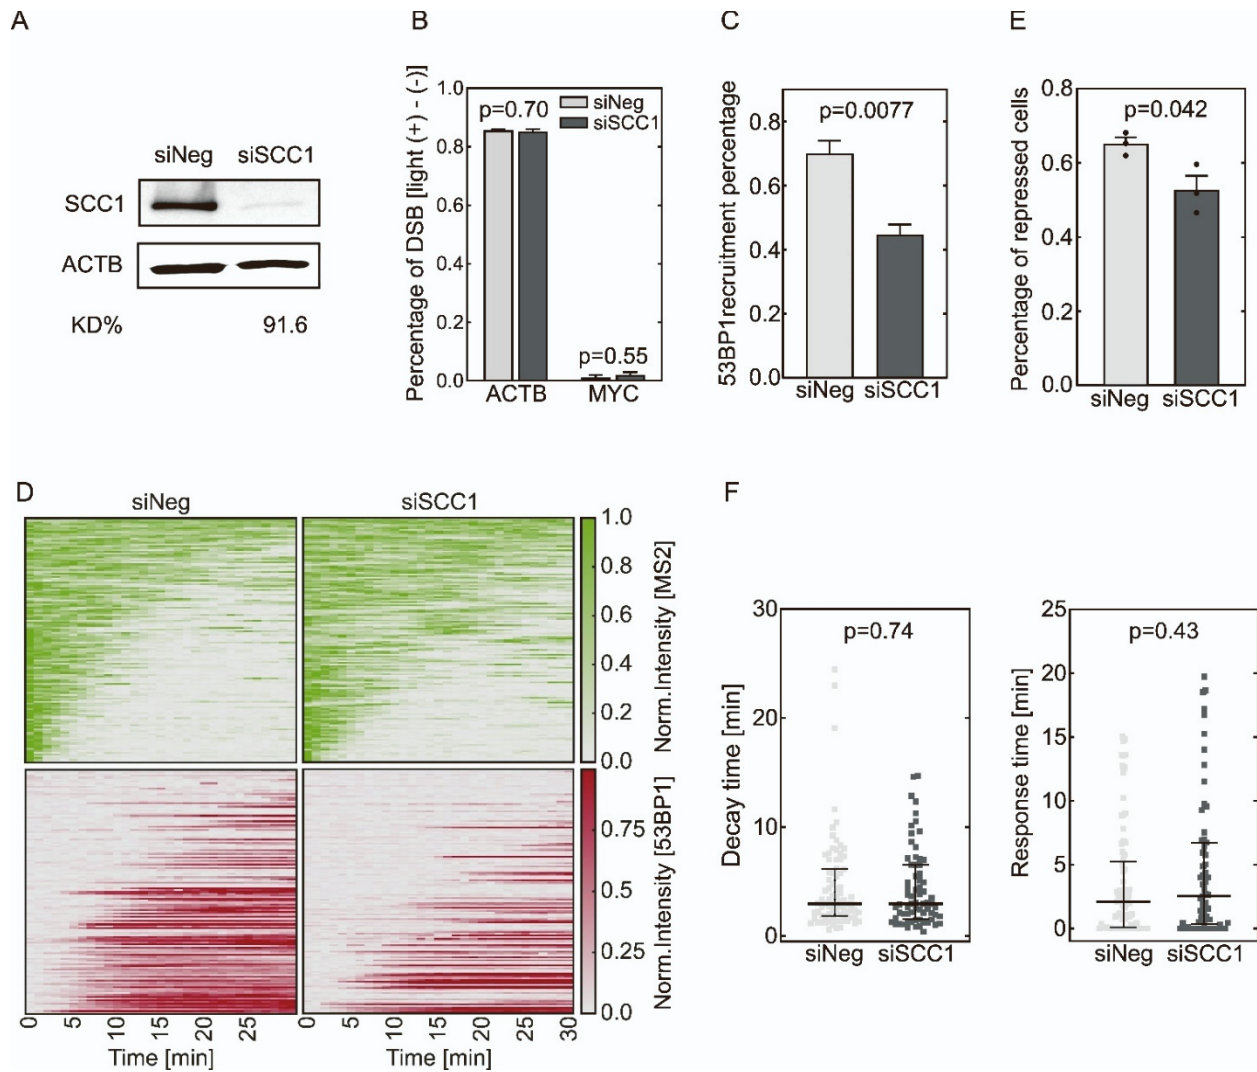 A
siNeg siSCC1
SCC1
ACTB
KD% 91.6
B
Percentage of DSB [light (+) - (-)]
1.0
0.8
0.6
0.4
0.2
0.0
p=0.70
siNeg
siSCC1
p=0.55
ACTB MYC
C
53BP1recruitment percentage
0.8
0.6
0.4
0.2
0.0
p=0.0077
siNeg siSCC1
E
Percentage of repressed cells
0.8
0.6
0.4
0.2
0.0
p=0.042
siNeg siSCC1
D
siNeg siSCC1
1.0
0.8
0.6
0.4
0.2
0.0
Norm.Intensity [MS2]
0.75
0.50
0.25
0.00
Norm.Intensity [53BP1]
0 5 10 15 20 25 0 5 10 15 20 25 30
Time [min] Time [min]
F
Decay time [min]
30
20
10
0
p=0.74
siNeg siSCC1
Response time [min]
25
20
15
10
5
0
p=0.43
siNeg siSCC1